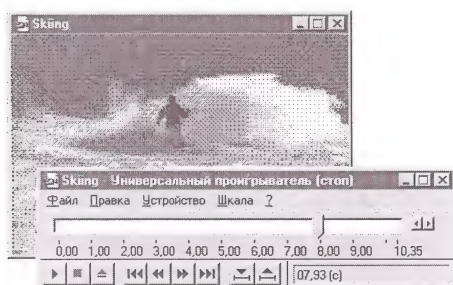 Skiing
Skiing - Универсальный проигрыватель (стоп)
Файл Правка Устройство Шкала ?
0,00 1,00 2,00 3,00 4,00 5,00 6,00 7,00 8,00 9,00 10,35
07,93 (с)